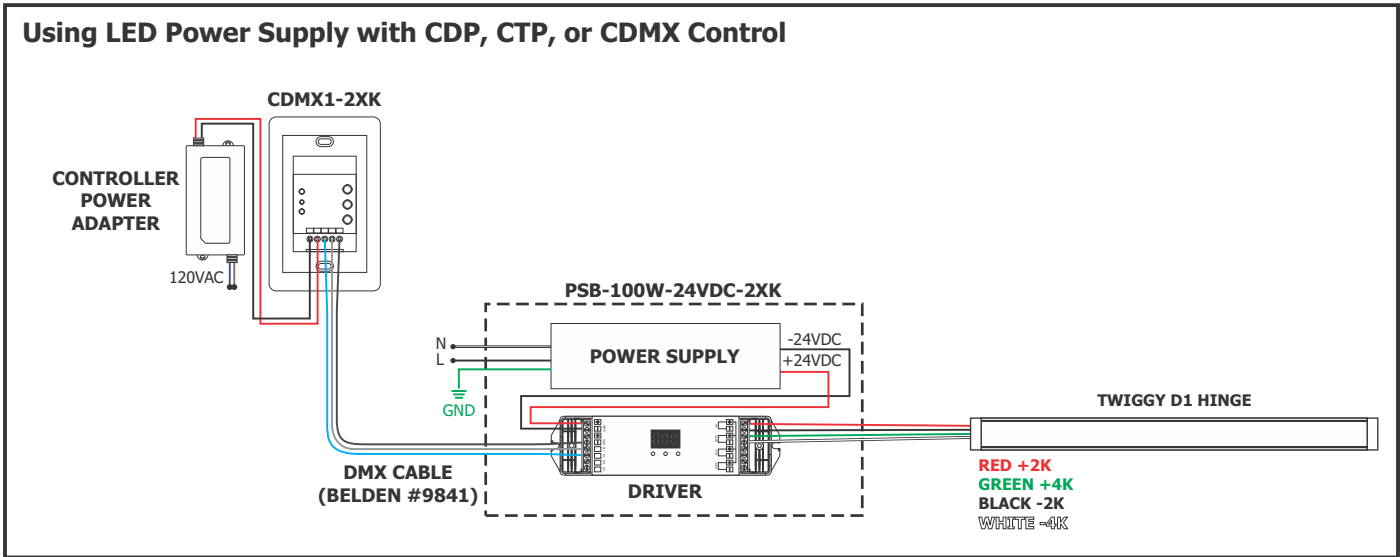 Using LED Power Supply with CDP, CTP, or CDMX Control
CDMX1-2XK
CONTROLLER
POWER
ADAPTER
120VAC
PSB-100W-24VDC-2XK
N
L
GND
POWER SUPPLY
-24VDC
+24VDC
DMX CABLE
(BELDEN #9841)
DRIVER
TWIGGY D1 HINGE
RED +2K
GREEN +4K
BLACK -2K
WHITE -4K